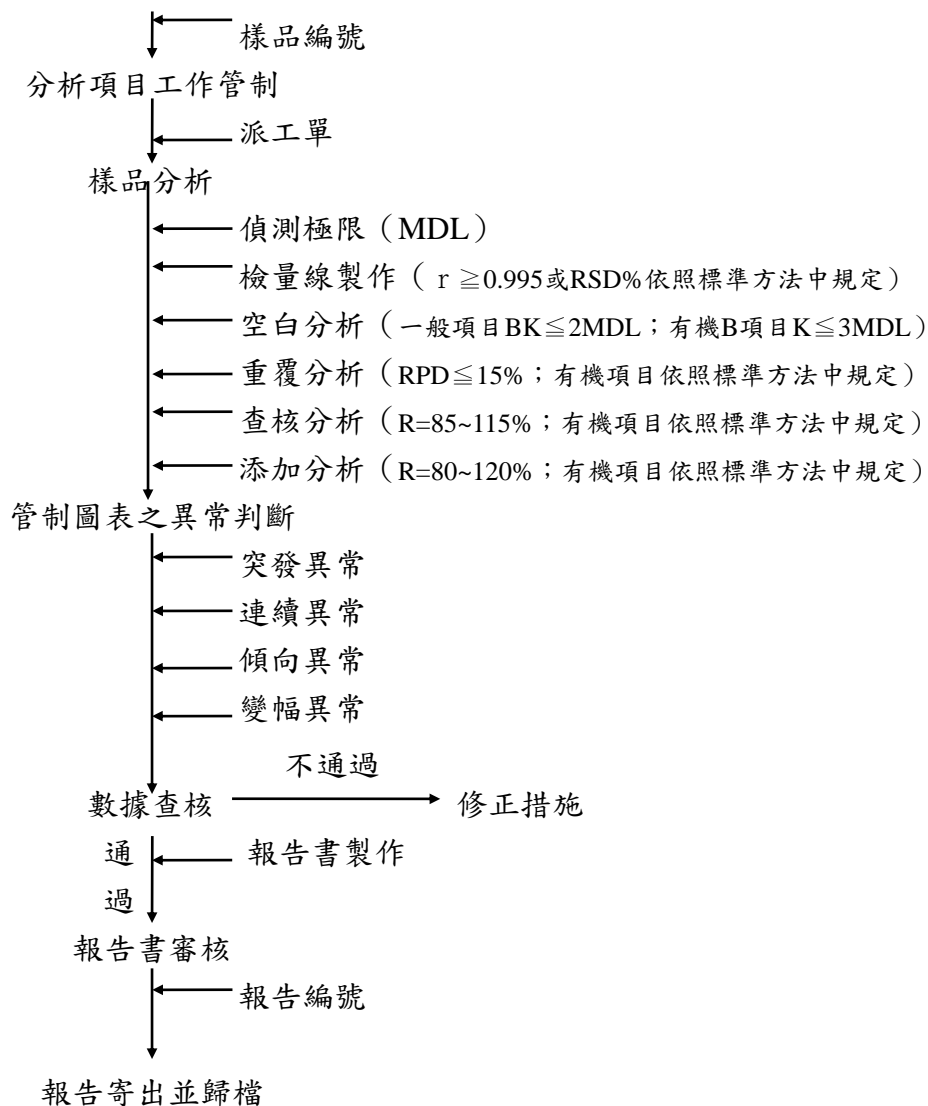 樣品編號
分析項目工作管制
派工單
樣品分析
偵測極限（MDL）
檢量線製作（ r ≧0.995或RSD%依照標準方法中規定）
空白分析（一般項目BK≦2MDL；有機B項目K≦3MDL）
重覆分析（RPD≦15%；有機項目依照標準方法中規定）
查核分析（R=85~115%；有機項目依照標準方法中規定）
添加分析（R=80~120%；有機項目依照標準方法中規定）
管制圖表之異常判斷
突發異常
連續異常
傾向異常
變幅異常
不通過
數據查核
修正措施
通
過
報告書製作
報告書審核
報告編號
報告寄出並歸檔